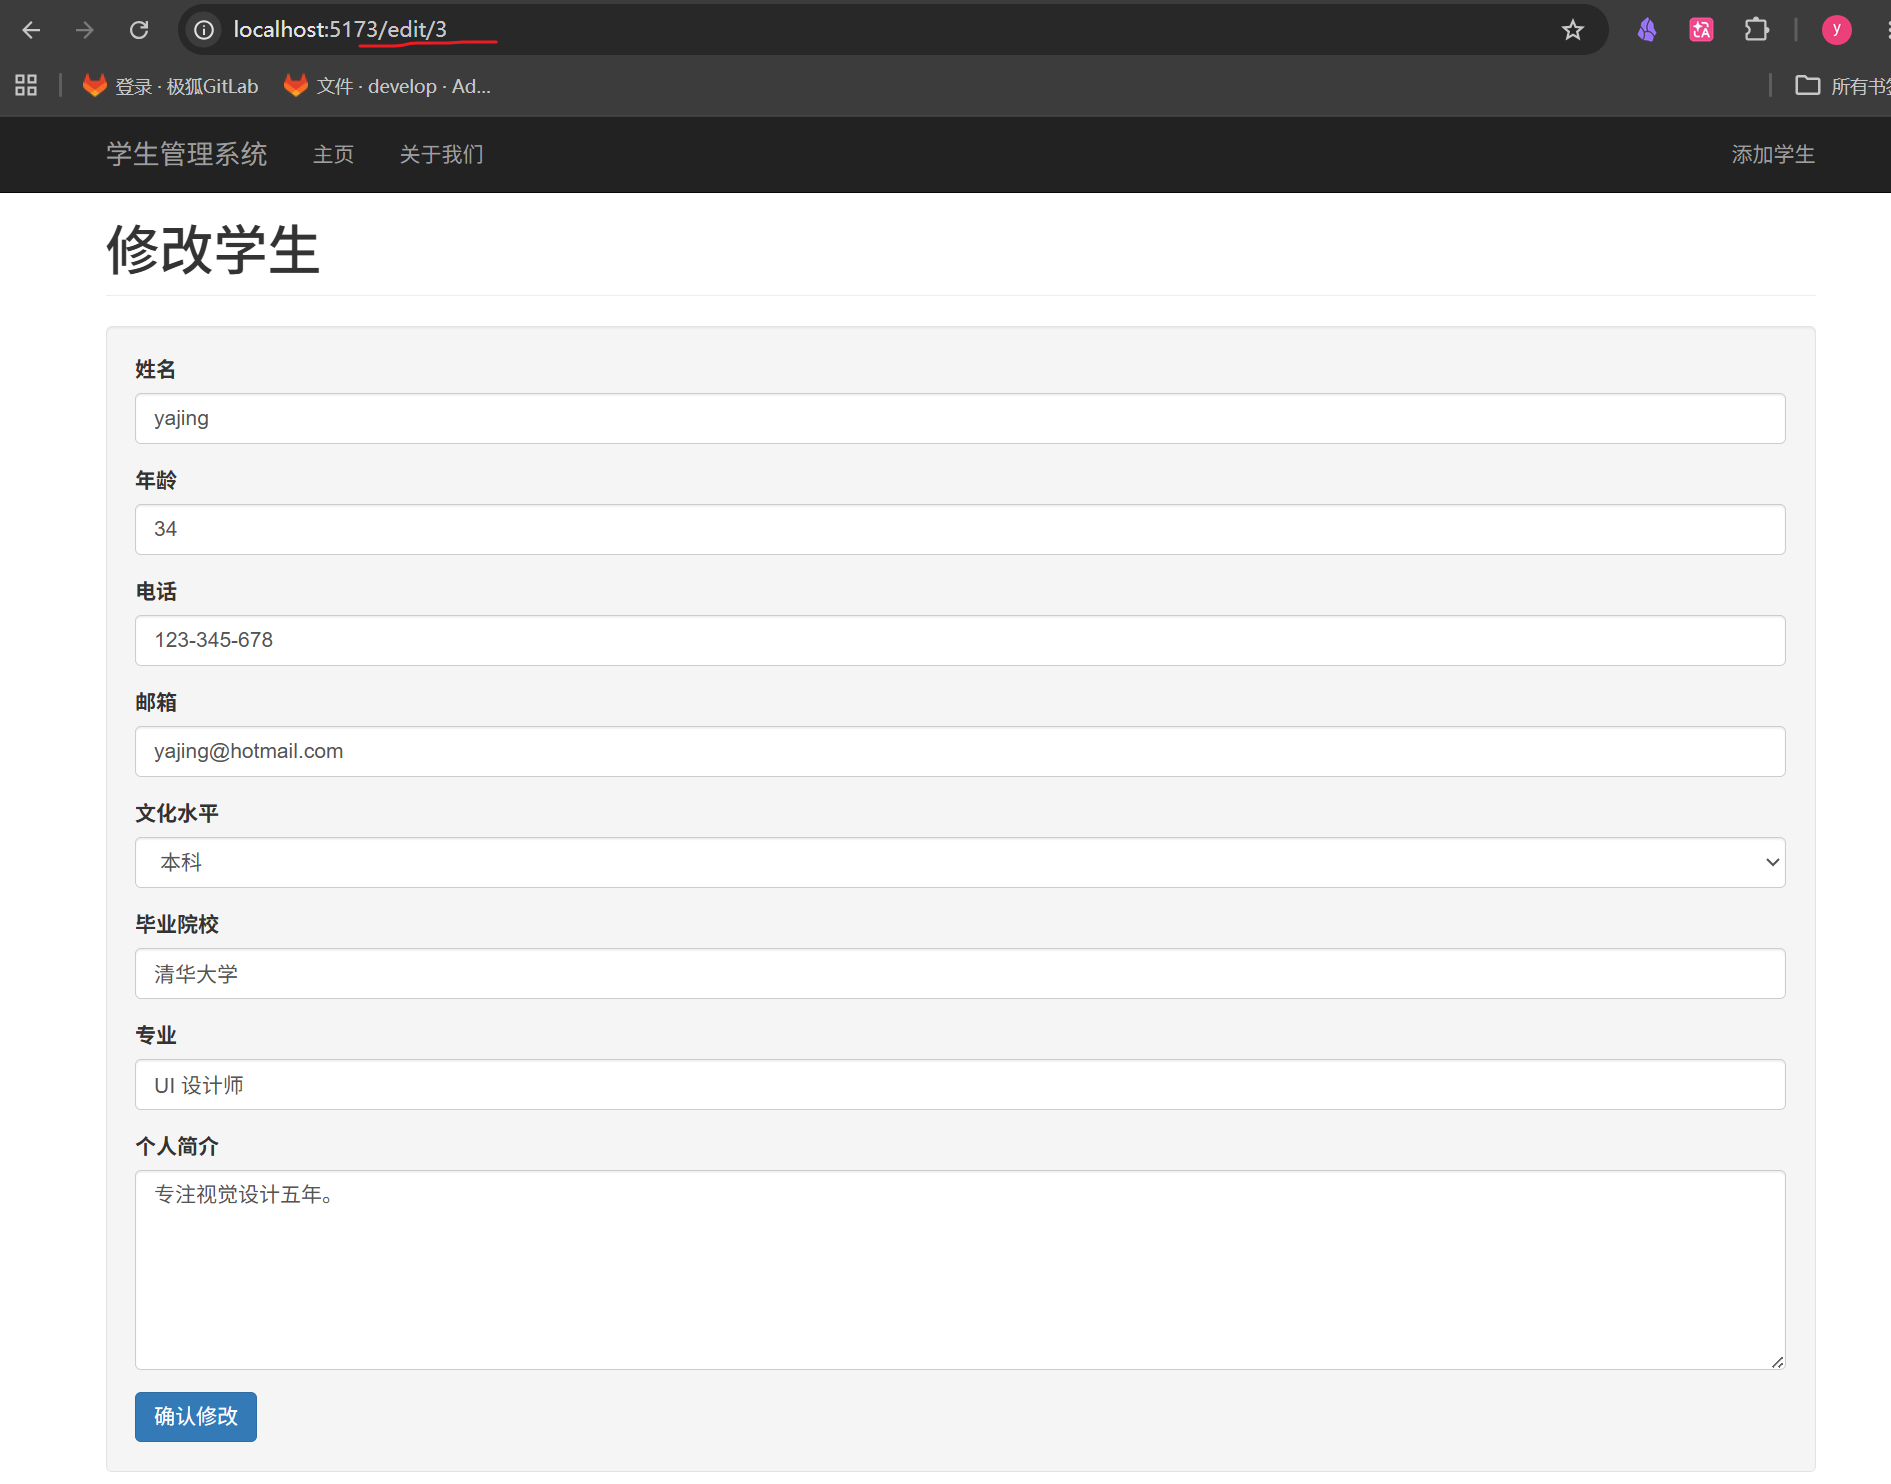 localhost:5173/edit/3
y
登录 · 极狐GitLab 文件 · develop · Ad...
学生管理系统 主页 关于我们 添加学生
修改学生
姓名
yajing
年龄
34
电话
123-345-678
邮箱
yajing@hotmail.com
文化水平
本科
毕业院校
清华大学
专业
UI 设计师
个人简介
专注视觉设计五年。
确认修改